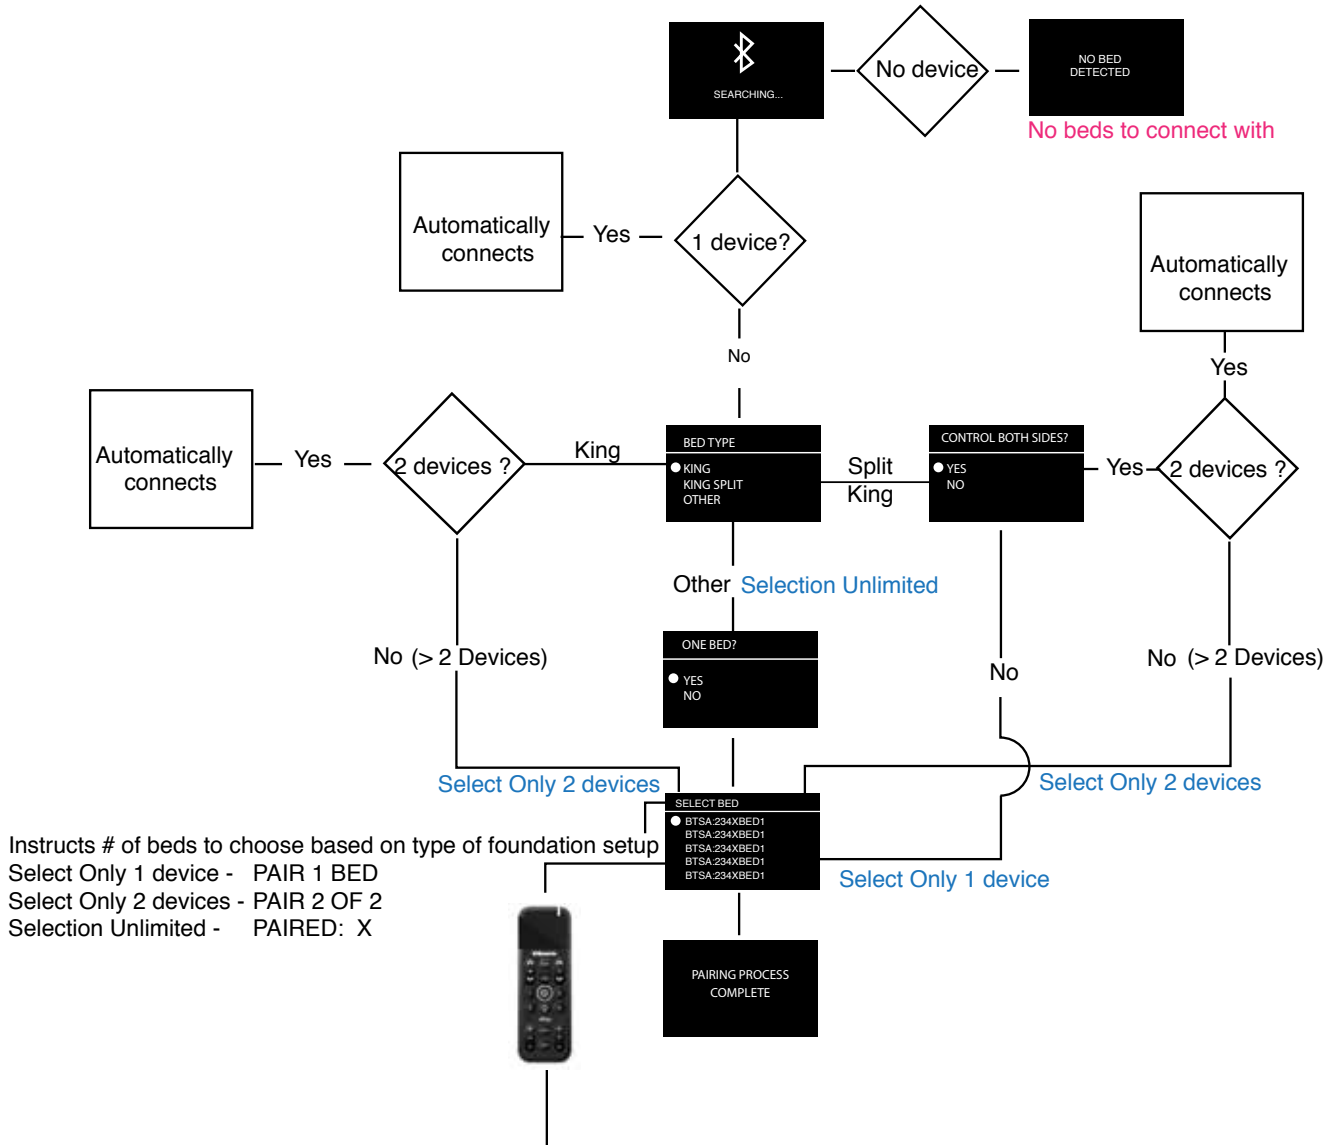 SEARCHING...
No device
NO BED
DETECTED
No beds to connect with
Automatically
connects
Yes
1 device?
No
Automatically
connects
Yes
Automatically
connects
Yes
2 devices ?
King
BED TYPE
KING
KING SPLIT
OTHER
Split
King
CONTROL BOTH SIDES?
YES
NO
Yes
2 devices ?
Other
Selection Unlimited
No (> 2 Devices)
ONE BED?
YES
NO
No
No (> 2 Devices)
Select Only 2 devices
Select Only 2 devices
SELECT BED
BTSA:234XBED1
BTSA:234XBED1
BTSA:234XBED1
BTSA:234XBED1
BTSA:234XBED1
Select Only 1 device
Instructs # of beds to choose based on type of foundation setup
Select Only 1 device - PAIR 1 BED
Select Only 2 devices - PAIR 2 OF 2
Selection Unlimited - PAIRED: X
PAIRING PROCESS
COMPLETE